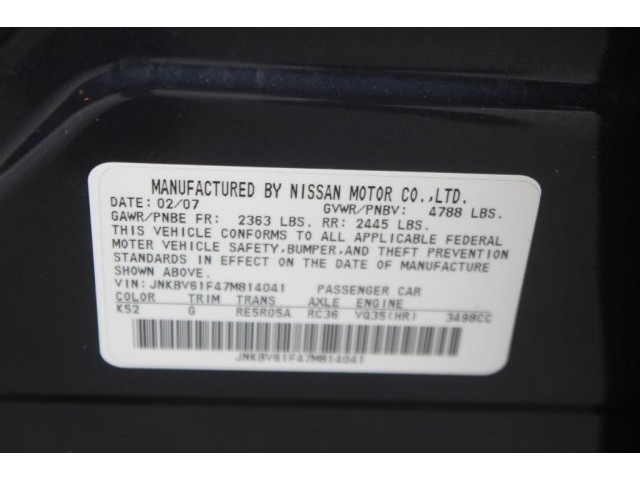 MANUFACTURED BY NISSAN MOTOR CO.,LTD.
DATE: 02/07 GVWR/PNBV: 4788 LBS.
GAWR/PNBE FR: 2363 LBS. RR: 2445 LBS.
THIS VEHICLE CONFORMS TO ALL APPLICABLE FEDERAL
MOTOR VEHICLE SAFETY, BUMPER, AND THEFT PREVENTION
STANDARDS IN EFFECT ON THE DATE OF MANUFACTURE
SHOWN ABOVE.
VIN: JNKBV61F47M814041 PASSENGER CAR
COLOR TRIM TRANS AXLE ENGINE
K52 G RE5R05A RC36 VQ35(HR) 3498CC
JNKBV61F47M814041